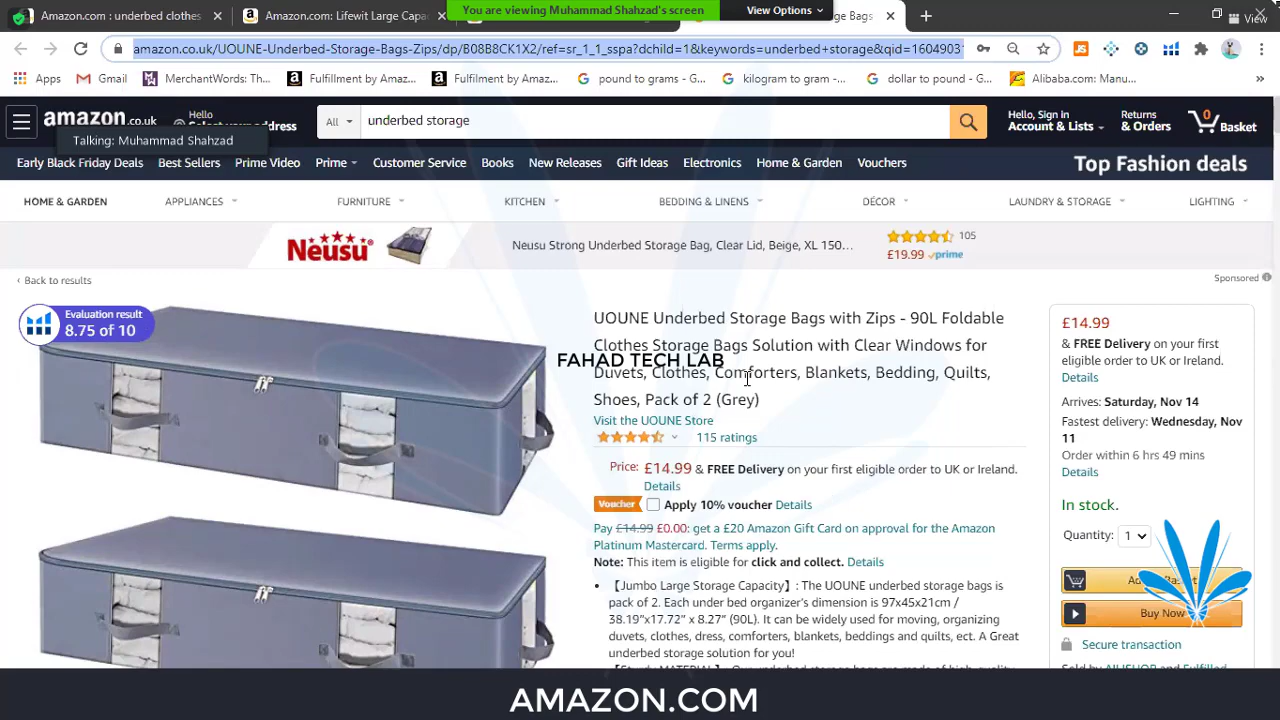 Amazon.com : underbed clothes
Amazon.com: Lifewit Large Capac
You are viewing Muhammad Shahzad's screen
View Options
age Bags
View
amazon.co.uk/UOUNE-Underbed-Storage-Bags-Zips/dp/B08B8CK1X2/ref=sr_1_1_sspa?dchild=1&keywords=underbed+storage&qid=160490
Apps
Gmail
MerchantWords: Th...
Fulfillment by Amaz...
Fulfilment by Amaz...
pound to grams - G...
kilogram to gram -...
dollar to pound - G...
Alibaba.com: Manu...
amazon.co.uk
Hello
Select your address
All
underbed storage
Hello, Sign in
Account & Lists
Returns
& Orders
0
Basket
Talking: Muhammad Shahzad
Early Black Friday Deals
Best Sellers
Prime Video
Prime
Customer Service
Books
New Releases
Gift Ideas
Electronics
Home & Garden
Vouchers
Top Fashion deals
HOME & GARDEN
APPLIANCES
FURNITURE
KITCHEN
BEDDING & LINENS
DÉCOR
LAUNDRY & STORAGE
LIGHTING
Neusu
Neusu Strong Underbed Storage Bag, Clear Lid, Beige, XL 150...
105
£19.99 prime
‹ Back to results
Sponsored
Evaluation result
8.75 of 10
UOUNE Underbed Storage Bags with Zips - 90L Foldable
Clothes Storage Bags Solution with Clear Windows for
FAHAD TECH LAB
Duvets, Clothes, Comforters, Blankets, Bedding, Quilts,
Shoes, Pack of 2 (Grey)
Visit the UOUNE Store
115 ratings
Price: £14.99 & FREE Delivery on your first eligible order to UK or Ireland.
Details
Voucher Apply 10% voucher Details
Pay £14.99 £0.00: get a £20 Amazon Gift Card on approval for the Amazon
Platinum Mastercard. Terms apply.
Note: This item is eligible for click and collect. Details
• 【Jumbo Large Storage Capacity】: The UOUNE underbed storage bags is
pack of 2. Each under bed organizer's dimension is 97x45x21cm /
38.19"x17.72" x 8.27" (90L). It can be widely used for moving, organizing
duvets, clothes, dress, comforters, blankets, beddings and quilts, ect. A Great
underbed storage solution for you!
£14.99
& FREE Delivery on your first
eligible order to UK or Ireland.
Details
Arrives: Saturday, Nov 14
Fastest delivery: Wednesday, Nov
11
Order within 6 hrs 49 mins
Details
In stock.
Quantity: 1
Buy Now
Secure transaction
AMAZON.COM